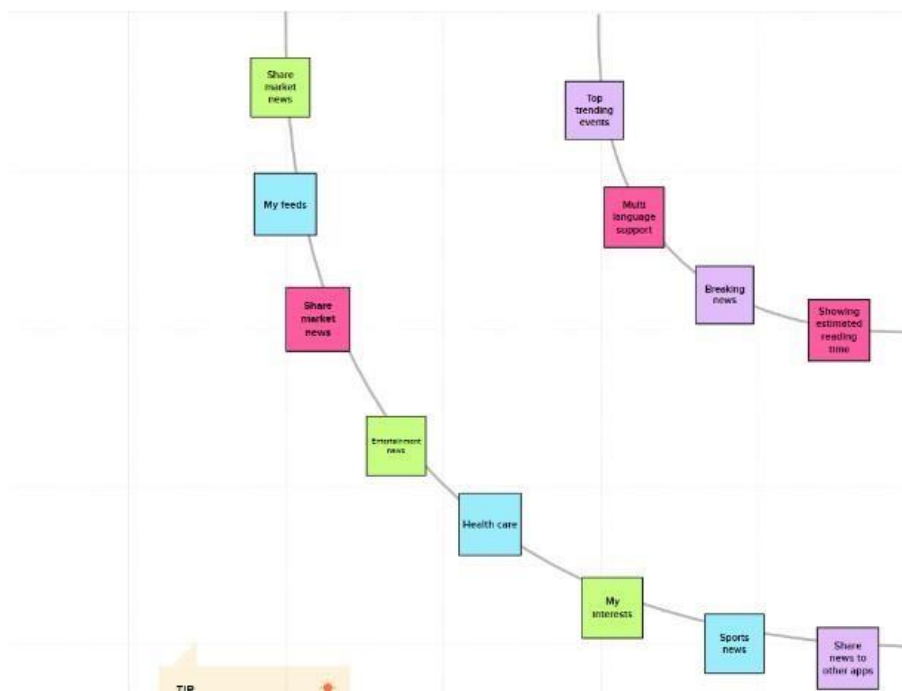 Share
market
news
Top
trending
events
My feeds
Multi
language
support
Breaking
news
Share
market
news
Showing
estimated
reading
time
Entertainment
news
Health care
My
interests
Sports
news
Share
news to
other apps
TIP